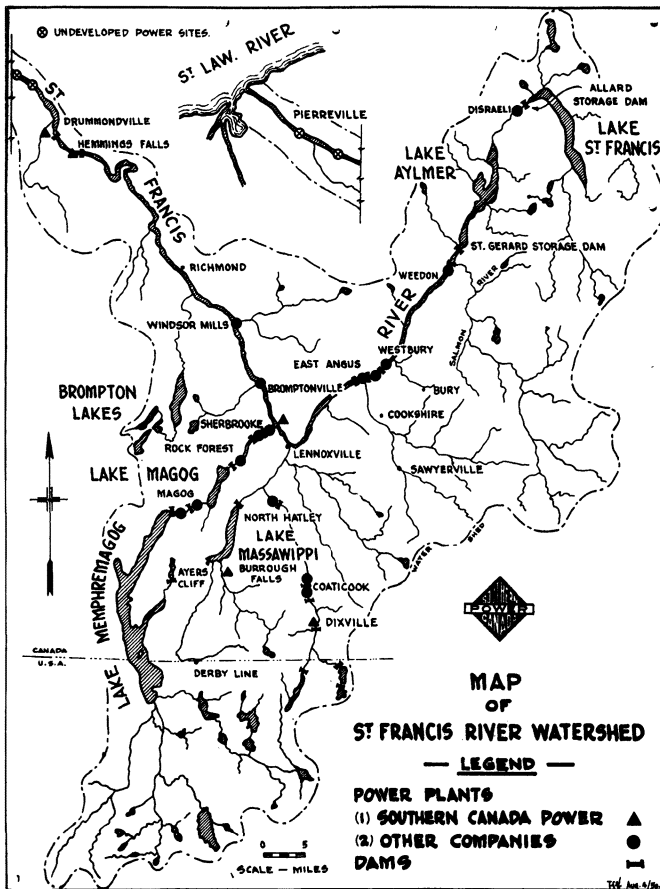 ⊗ UNDEVELOPED POWER SITES.
ST. LAW. RIVER
PIERREVILLE
ST
FRANCIS
RIVER
DRUMMONDVILLE
HEMMINGS FALLS
RICHMOND
WINDSOR MILLS
BROMPTONVILLE
DISRAELI
ALLARD
STORAGE DAM
LAKE
ST FRANCIS
LAKE
AYLMER
ST. GERARD STORAGE DAM
WEEDON
SALMON
RIVER
WESTBURY
EAST ANGUS
BURY
COOKSHIRE
SAWYERVILLE
BROMPTON
LAKES
SHERBROOKE
ROCK FOREST
LENNOXVILLE
LAKE MAGOG
MAGOG
NORTH HATLEY
LAKE
MASSAWIPPI
BURROUGH
FALLS
AYERS
CLIFF
COATICOOK
DIXVILLE
WATER SHED
LAKE MEMPHREMAGOG
CANADA
U.S.A.
DERBY LINE
SOUTHERN
POWER
CANADA
MAP
OF
ST FRANCIS RIVER WATERSHED
— LEGEND —
POWER PLANTS
(1) SOUTHERN CANADA POWER ▲
(2) OTHER COMPANIES ●
DAMS
0 5
SCALE – MILES